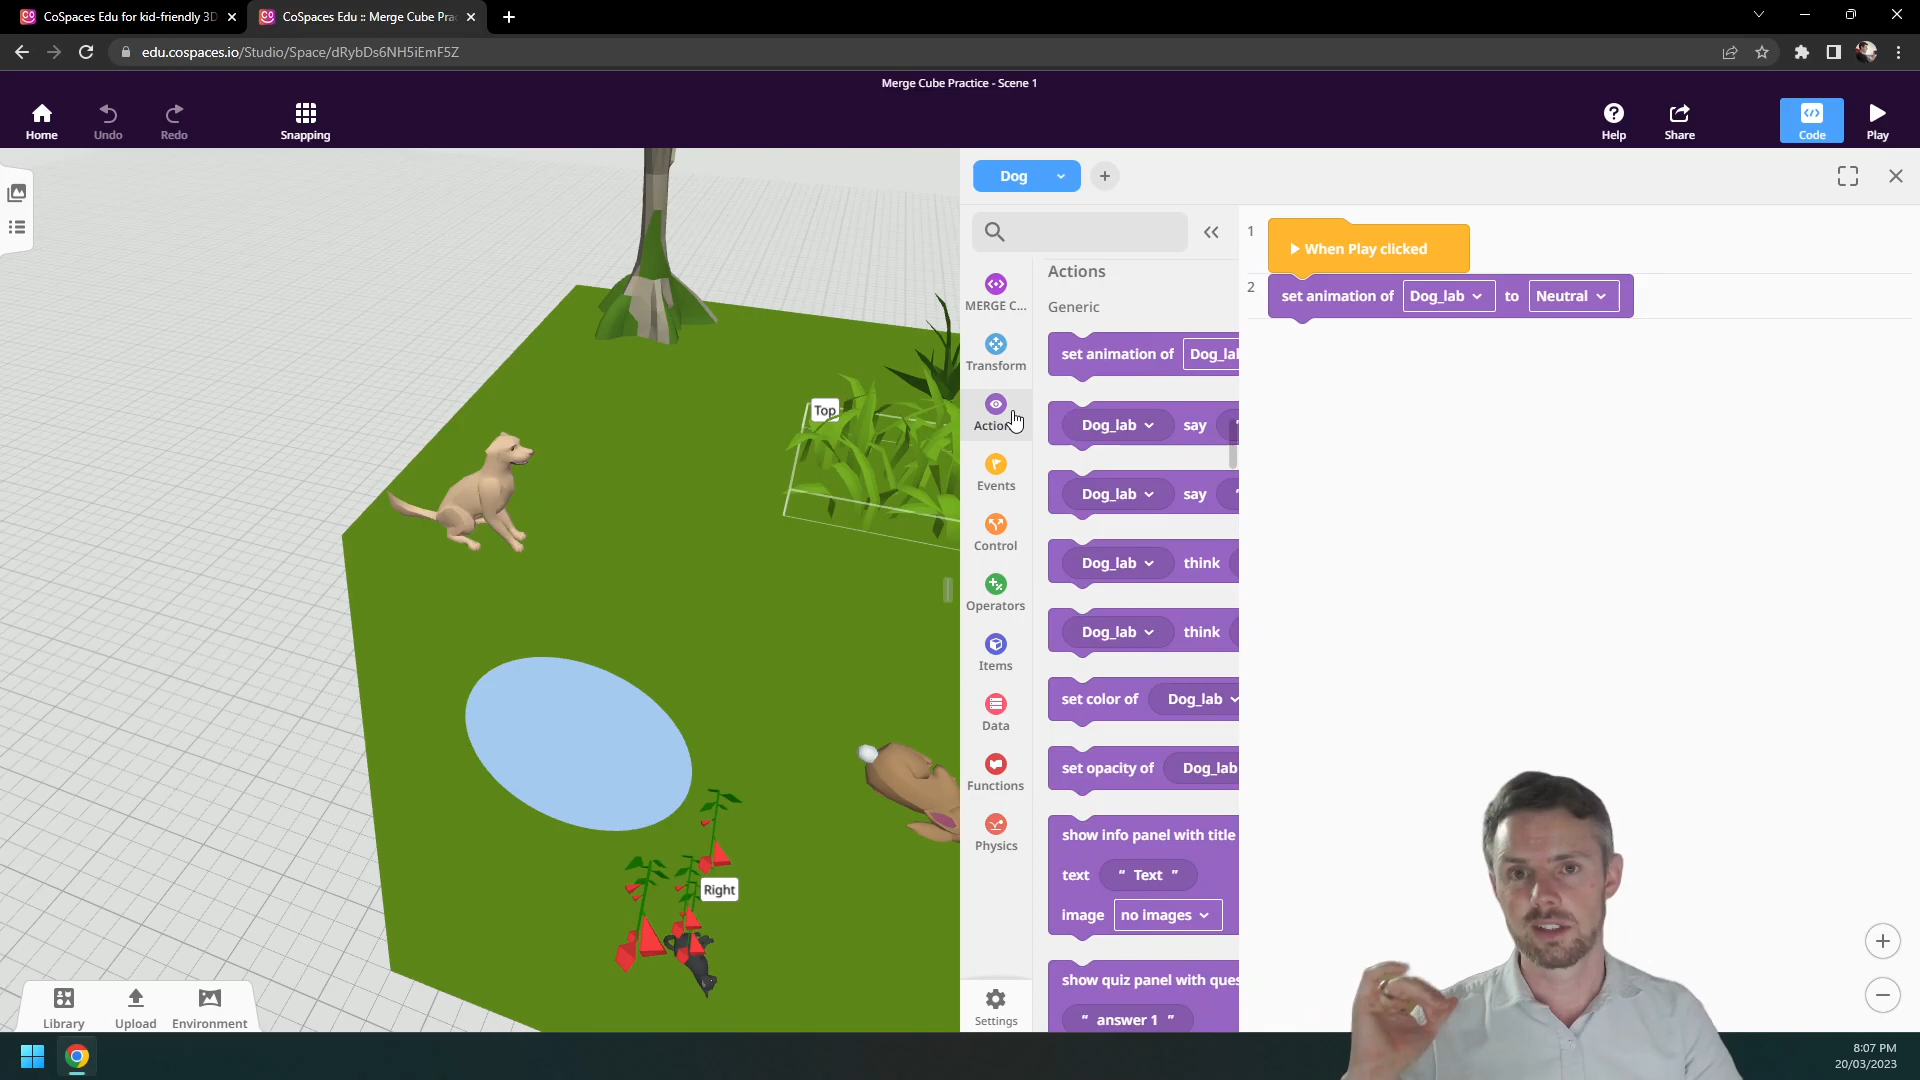 CoSpaces Edu for kid-friendly 3D
CoSpaces Edu :: Merge Cube Prac
edu.cospaces.io/Studio/Space/dRybDs6NH5iEmF5Z
Merge Cube Practice - Scene 1
Home
Undo
Redo
Snapping
Help
Share
Code
Play
Dog
MERGE C...
Transform
Action
Events
Control
Operators
Items
Data
Functions
Physics
Settings
Actions
Generic
set animation of Dog_lab
Dog_lab say "
Dog_lab say "
Dog_lab think
Dog_lab think
set color of Dog_lab
set opacity of Dog_lab
show info panel with title
text " Text "
image no images
show quiz panel with ques
" answer 1 "
1 When Play clicked
2 set animation of Dog_lab to Neutral
Top
Right
Library
Upload
Environment
8:07 PM
20/03/2023